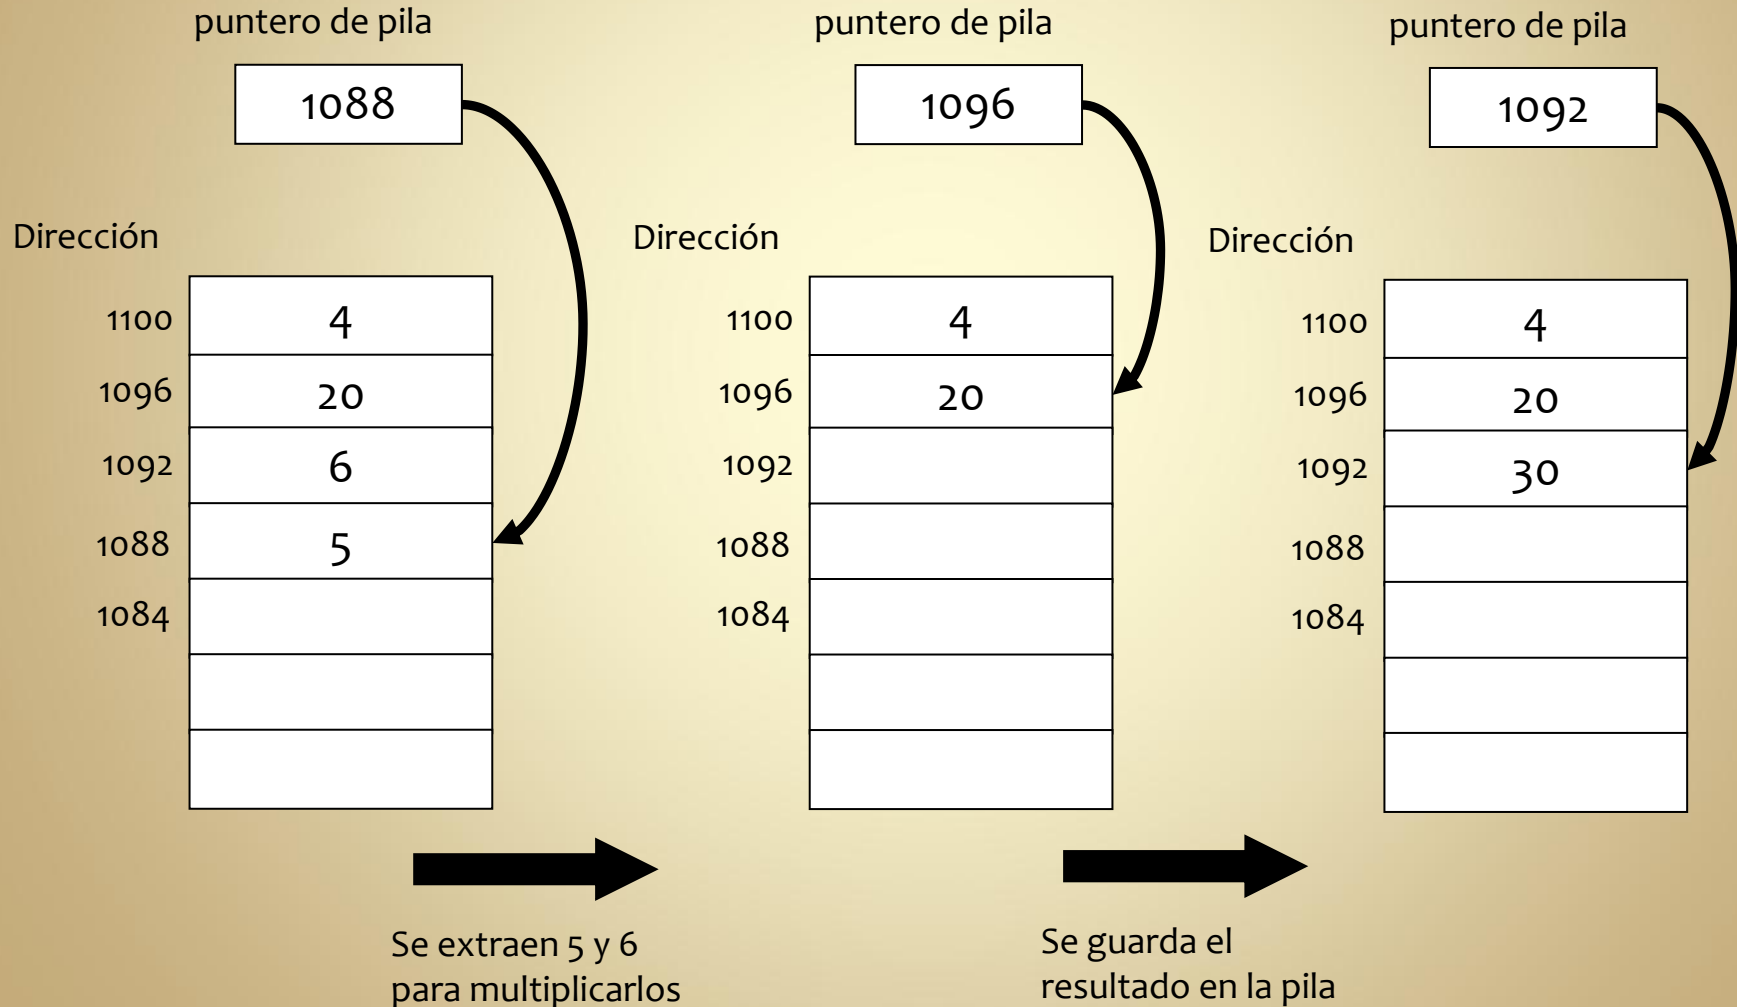 puntero de pila
1088
Dirección
1100 4
1096 20
1092 6
1088 5
1084
Se extraen 5 y 6
para multiplicarlos
puntero de pila
1096
Dirección
1100 4
1096 20
1092
1088
1084
Se guarda el
resultado en la pila
puntero de pila
1092
Dirección
1100 4
1096 20
1092 30
1088
1084